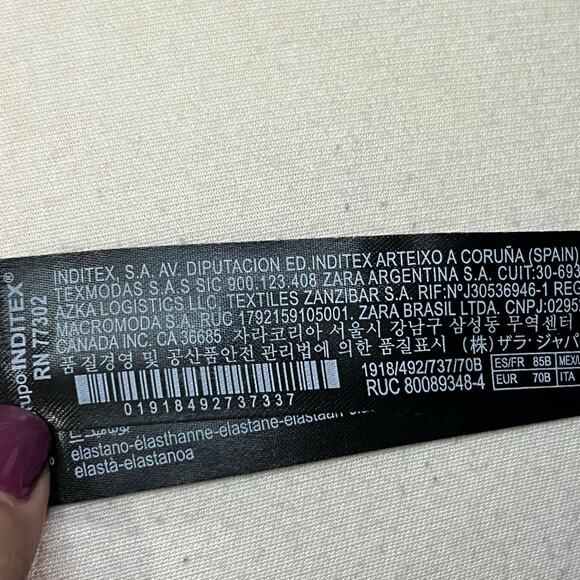 Grupo INDITEX®
RN 77302
INDITEX, S.A. AV. DIPUTACION ED.INDITEX ARTEIXO A CORUÑA (SPAIN)
TEXMODAS S.A.S SIC 900.123.408 ZARA ARGENTINA S.A. CUIT:30-693
AZKA LOGISTICS LLC, TEXTILES ZANZIBAR S.A. RIF:NºJ30536946-1 REG
MACROMODA S.A. RUC 1792159105001. ZARA BRASIL LTDA. CNPJ:0295
CANADA INC. CA 36685 자라코리아 서울시 강남구 삼성동 무역센터
품질경영 및 공산품안전 관리법에 의한 품질표시 (株) ザラ・ジャパ
1918/492/737/70B
RUC 80089348-4
ES/FR 85B MEX/U
EUR 70B ITA
01918492737337
elastano-élasthanne-elastane-elastaan
elastà-elastanoa